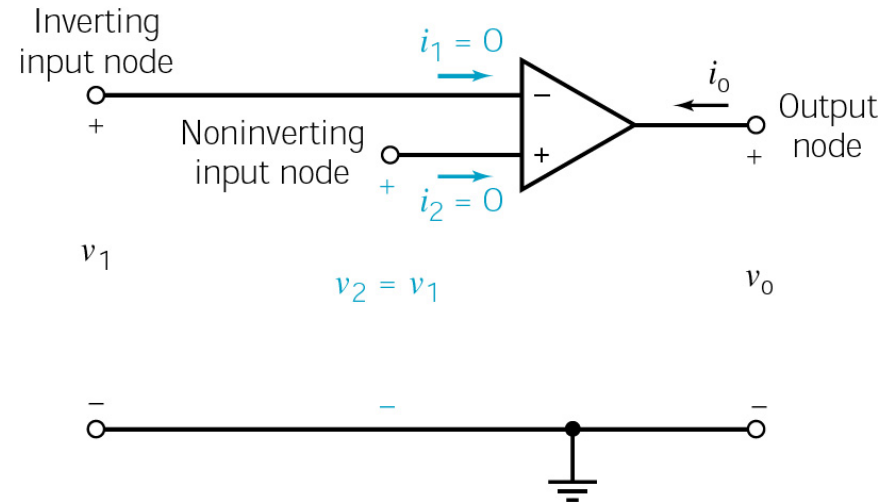 Inverting
input node
i₁ = 0
iₒ
−
Output
node
+
Noninverting
input node
+
+
+
i₂ = 0
v₁
v₂ = v₁
vₒ
−
−
−